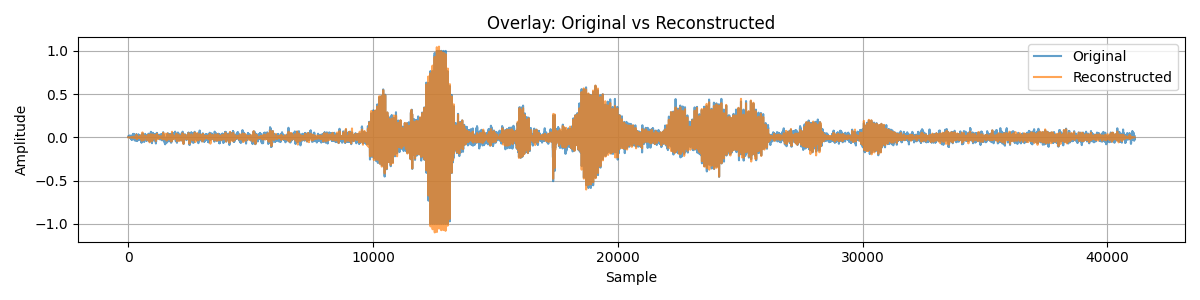 Overlay: Original vs Reconstructed
Original
Reconstructed
Amplitude
1.0
0.5
0.0
−0.5
−1.0
0
10000
20000
30000
40000
Sample